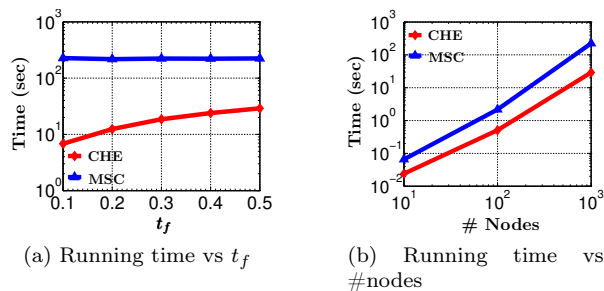 Time (sec)
10^3
10^2
10^1
10^0
CHE
MSC
0.1 0.2 0.3 0.4 0.5
t_f
(a) Running time vs t_f
Time (sec)
10^3
10^2
10^1
10^0
10^-1
10^-2
CHE
MSC
10^1 10^2 10^3
# Nodes
(b) Running time vs
#nodes